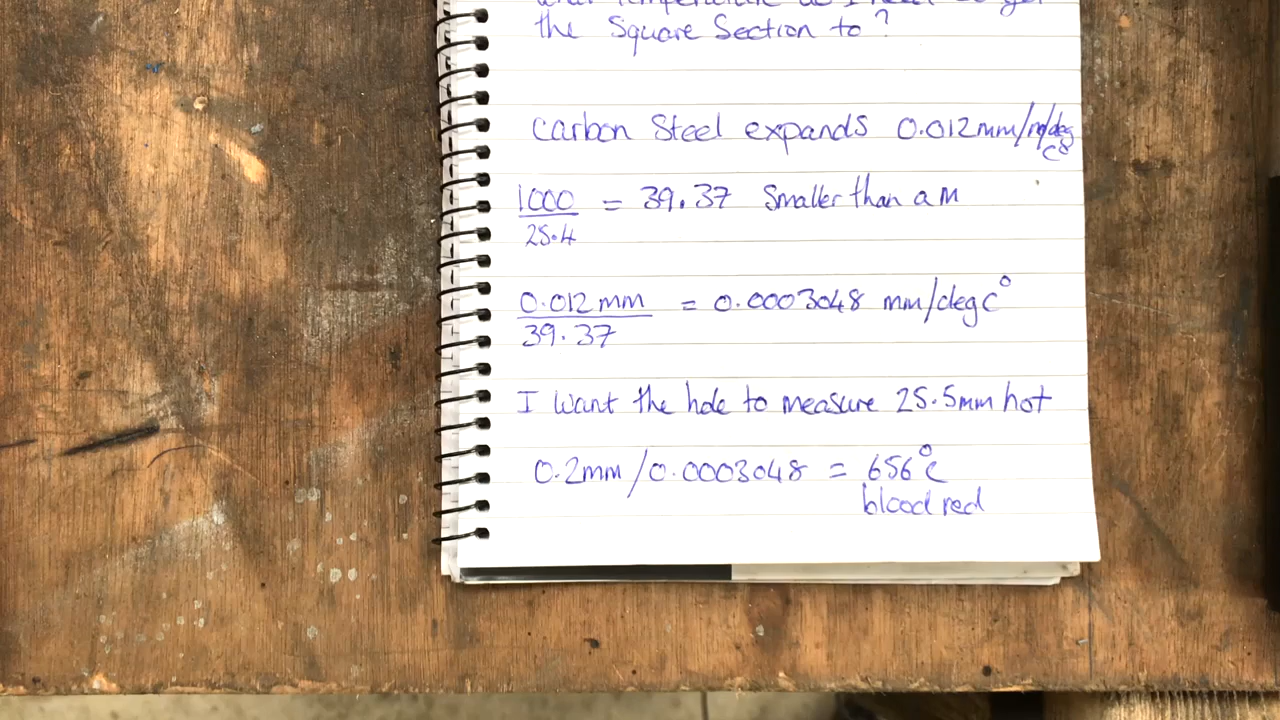 the Square Section to?
Carbon Steel expands 0.012mm/m/deg
C°
1000 = 39.37 Smaller than a M
25.4
0.012mm = 0.0003048 mm/deg C°
39.37
I want the hole to measure 25.5mm hot
0.2mm/0.0003048 = 656°c
blood red